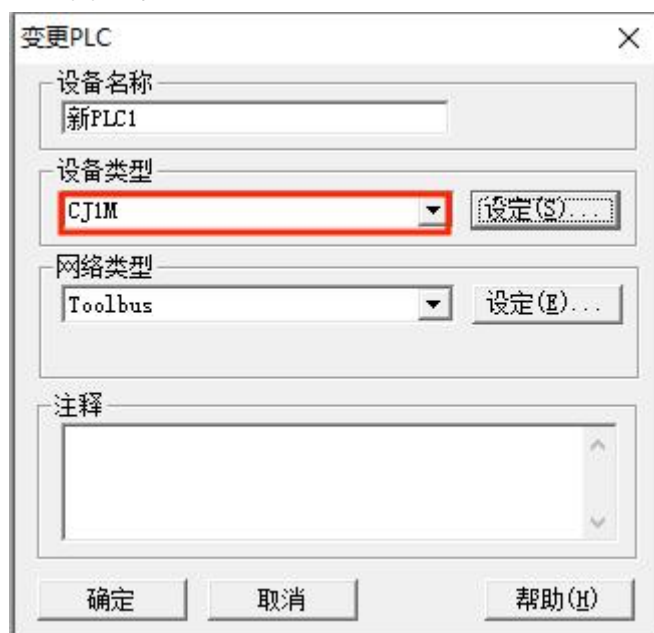 变更PLC
设备名称
新PLC1
设备类型
CJ1M
设定(S)...
网络类型
Toolbus
设定(E)...
注释
确定 取消 帮助(H)